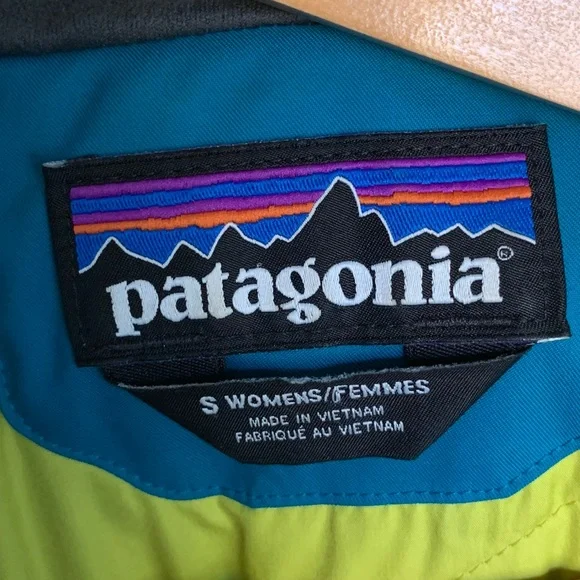 patagonia®
S WOMENS/FEMMES
MADE IN VIETNAM
FABRIQUÉ AU VIETNAM